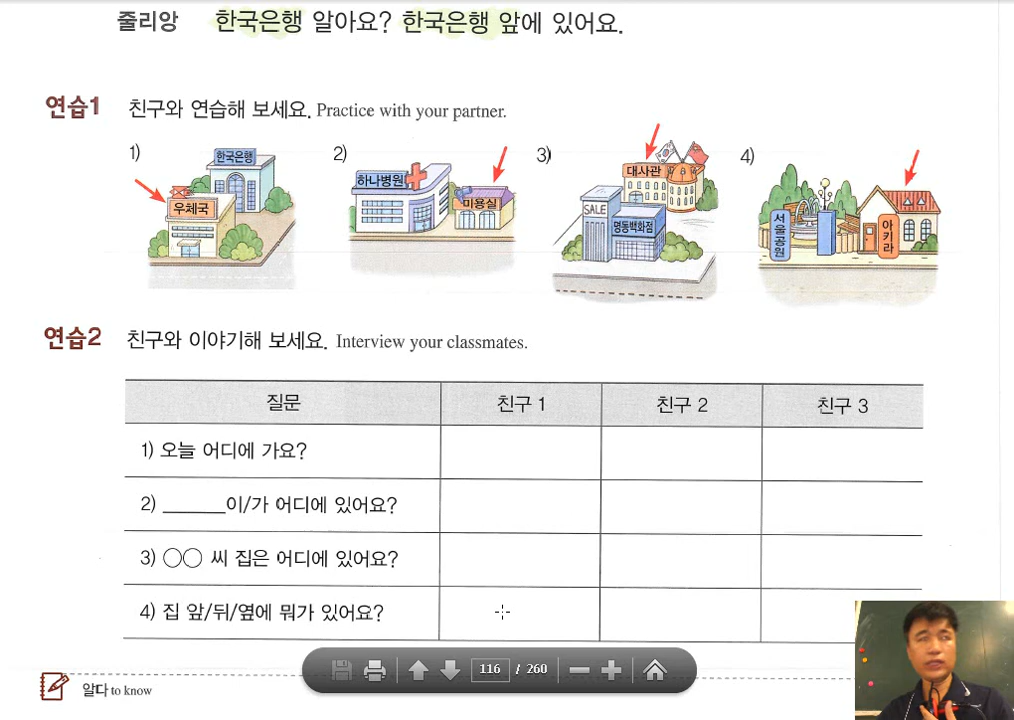 줄리앙 한국은행 알아요? 한국은행 앞에 있어요.
연습1 친구와 연습해 보세요. Practice with your partner.
1) 2) 3) 4)
한국은행
우체국
하나병원
미용실
대사관
SALE
명동백화점
서울공원
아키라
연습2 친구와 이야기해 보세요. Interview your classmates.
질문 친구 1 친구 2 친구 3
1) 오늘 어디에 가요?
2) ______이/가 어디에 있어요?
3) ○○ 씨 집은 어디에 있어요?
4) 집 앞/뒤/옆에 뭐가 있어요?
116 / 260
알다 to know